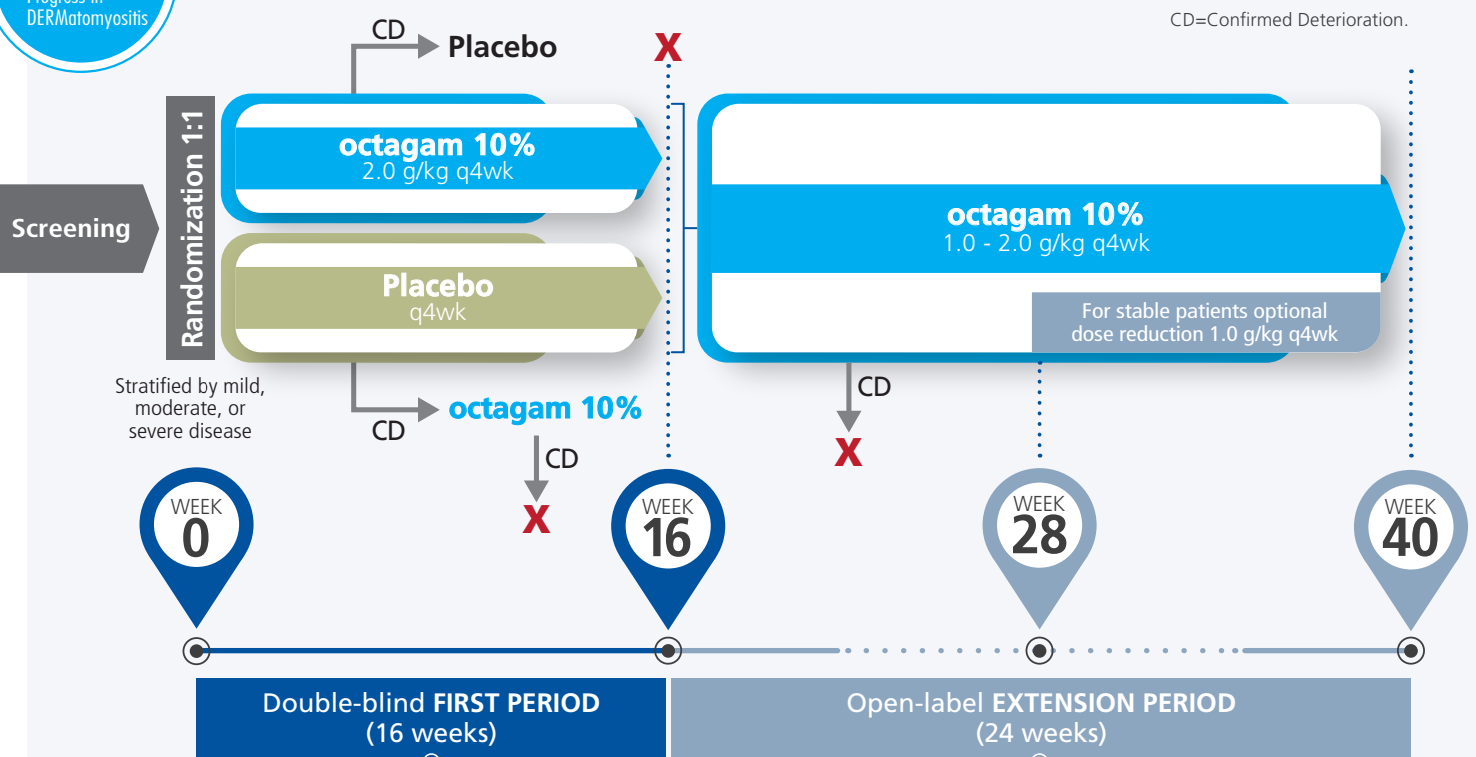 Progress in
DERMatomyositis
CD=Confirmed Deterioration.
CD
Placebo
X
Screening
Randomization 1:1
octagam 10%
2.0 g/kg q4wk
Placebo
q4wk
octagam 10%
1.0 - 2.0 g/kg q4wk
For stable patients optional
dose reduction 1.0 g/kg q4wk
Stratified by mild,
moderate, or
severe disease
CD
octagam 10%
CD
X
CD
X
WEEK
0
WEEK
16
WEEK
28
WEEK
40
Double-blind FIRST PERIOD
(16 weeks)
Open-label EXTENSION PERIOD
(24 weeks)